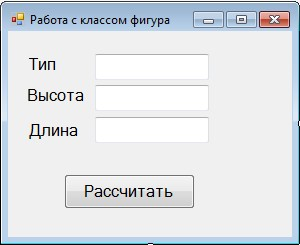 Работа с классом фигура
Тип
Высота
Длина
Рассчитать